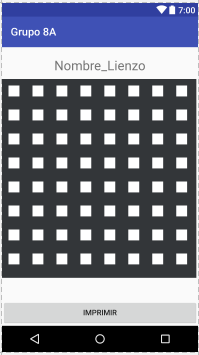 7:00
Grupo 8A
Nombre_Lienzo
IMPRIMIR